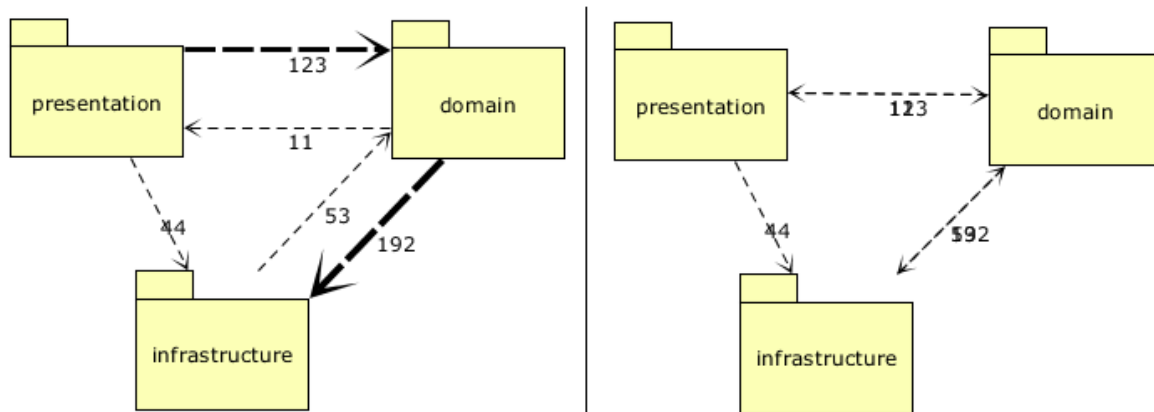 presentation
domain
123
11
44
53
192
infrastructure
presentation
domain
44
infrastructure